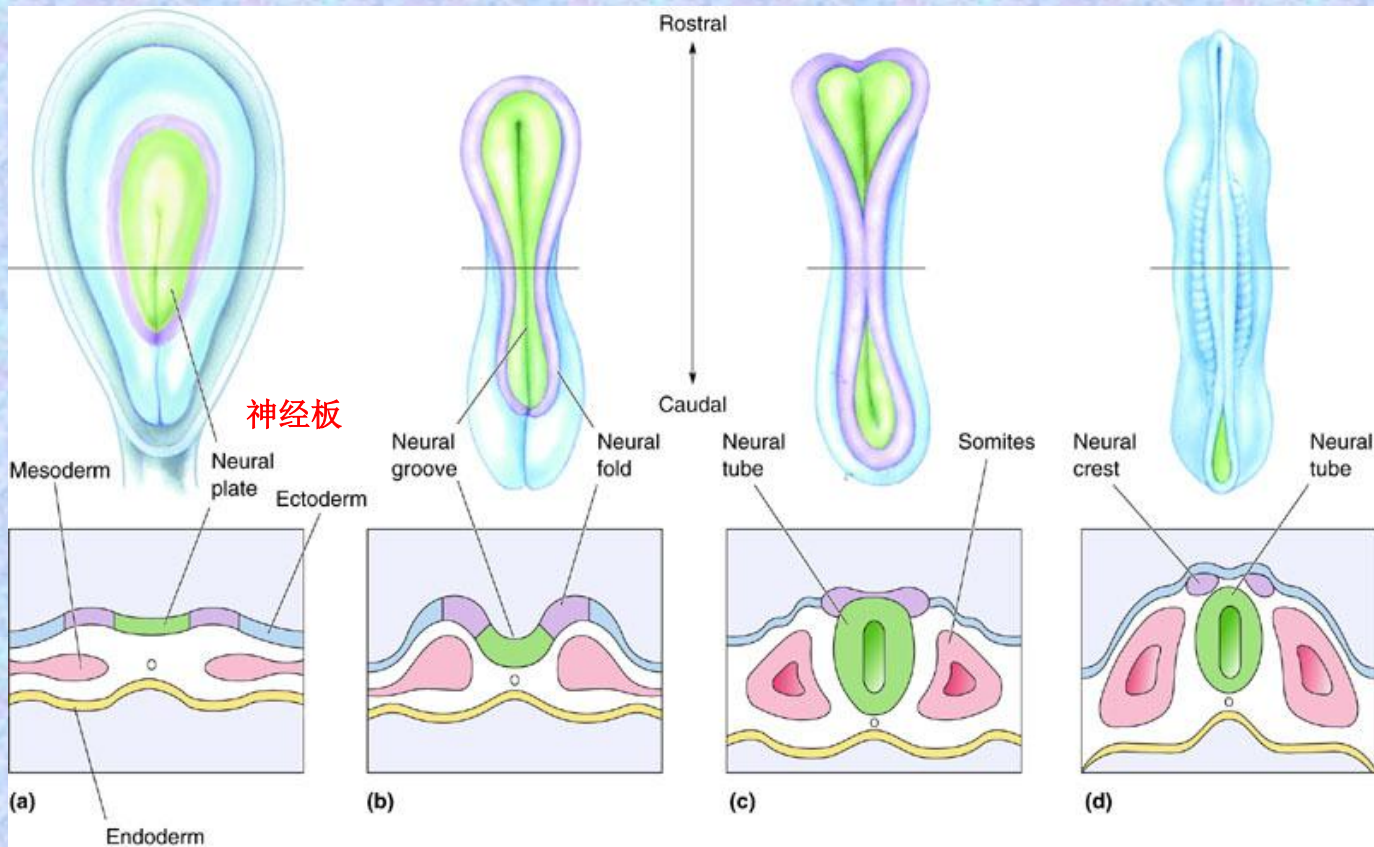 Rostral
Caudal
神经板
Mesoderm
Neural
plate
Ectoderm
Neural
groove
Neural
fold
Neural
tube
Somites
Neural
crest
Neural
tube
(a)
(b)
(c)
(d)
Endoderm